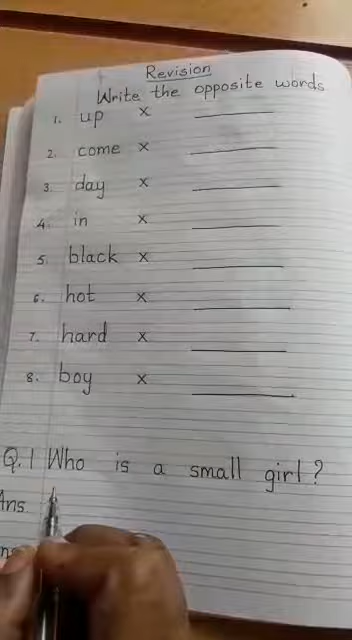 Revision
Write the opposite words
1. up x
2. come x
3. day x
4. in x
5. black x
6. hot x
7. hard x
8. boy x
Q.1 Who is a small girl?
Ans